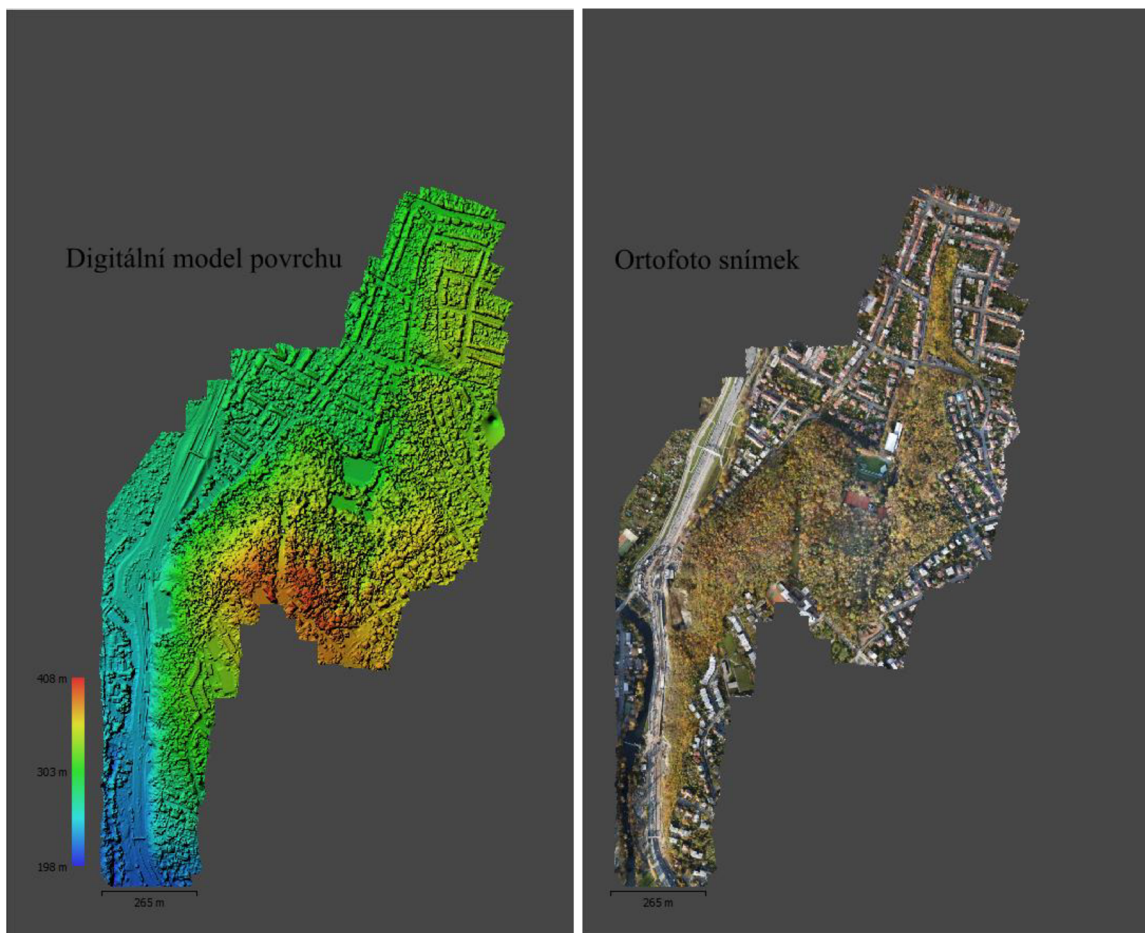 Digitální model povrchu
Ortofoto snímek
408 m
303 m
198 m
265 m
265 m